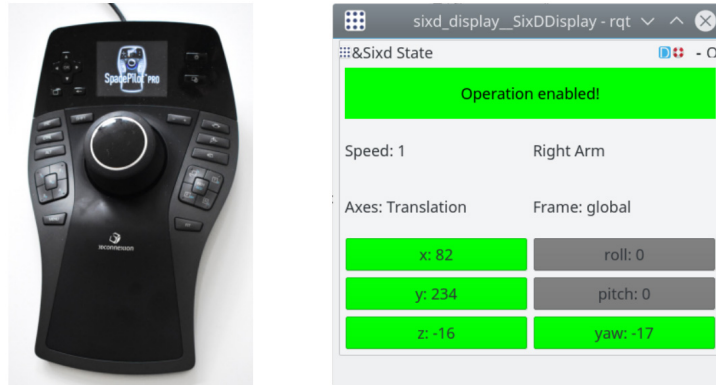 SpacePilot PRO
3Dconnexion
sixd_display__SixDDisplay - rqt
&Sixd State
D - O
Operation enabled!
Speed: 1
Right Arm
Axes: Translation
Frame: global
x: 82
roll: 0
y: 234
pitch: 0
z: -16
yaw: -17